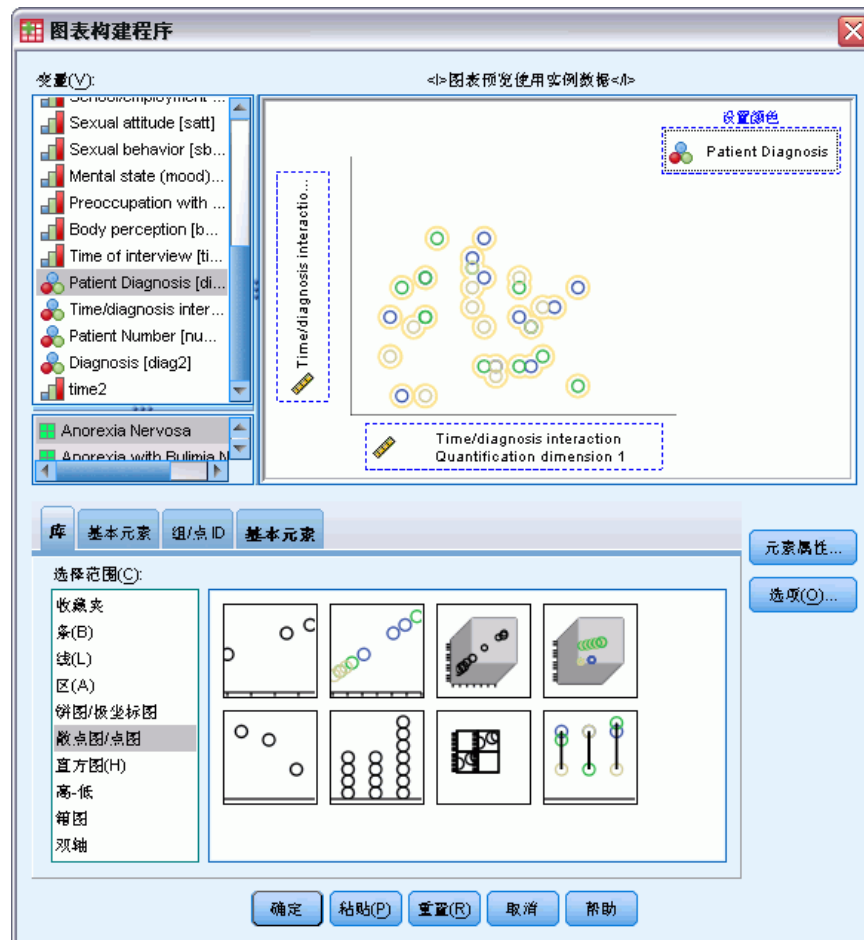 图表构建程序
变量(V):
<I>图表预览使用实例数据</I>
Sexual attitude [satt]
Sexual behavior [sb...
Mental state (mood)...
Preoccupation with ...
Body perception [b...
Time of interview [ti...
Patient Diagnosis [di...
Time/diagnosis inter...
Patient Number [nu...
Diagnosis [diag2]
time2
Anorexia Nervosa
Anorexia with Bulimia N
设置颜色
Patient Diagnosis
Time/diagnosis interactio...
Time/diagnosis interaction
Quantification dimension 1
库
基本元素
组/点 ID
基本元素
元素属性...
选项(O)...
选择范围(C):
收藏夹
条(B)
线(L)
区(A)
饼图/极坐标图
散点图/点图
直方图(H)
高-低
箱图
双轴
确定
粘贴(P)
重置(R)
取消
帮助